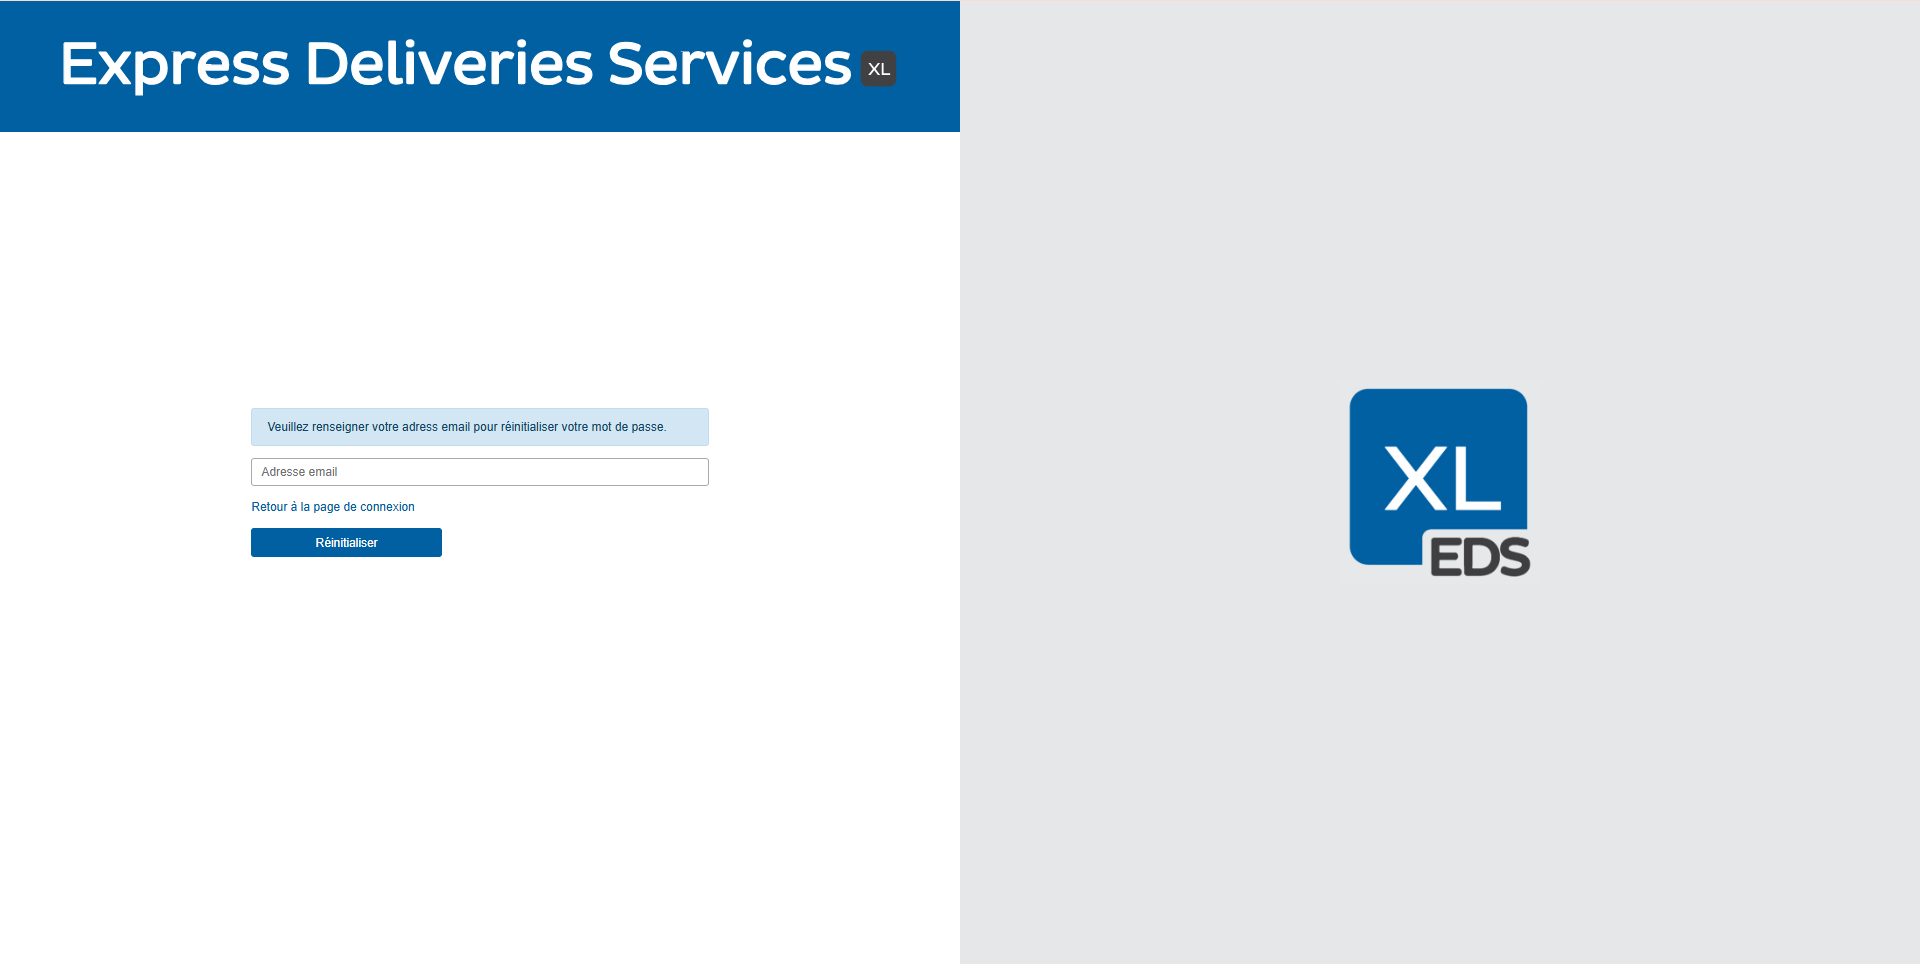 Express Deliveries Services XL
Veuillez renseigner votre adress email pour réinitialiser votre mot de passe.
Adresse email
Retour à la page de connexion
Réinitialiser
XL
EDS